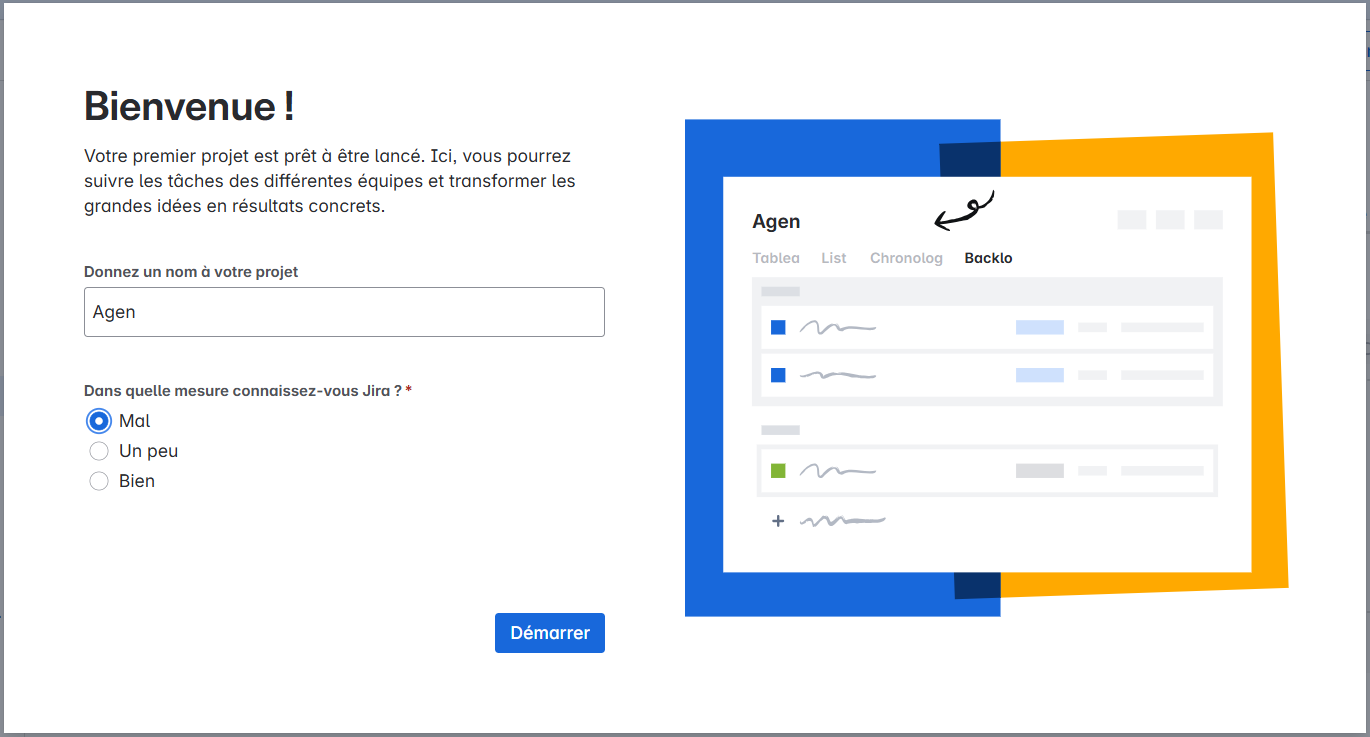 Bienvenue !
Votre premier projet est prêt à être lancé. Ici, vous pourrez
suivre les tâches des différentes équipes et transformer les
grandes idées en résultats concrets.
Donnez un nom à votre projet
Agen
Dans quelle mesure connaissez-vous Jira ? *
Mal
Un peu
Bien
Démarrer
Agen
Tablea List Chronolog Backlo